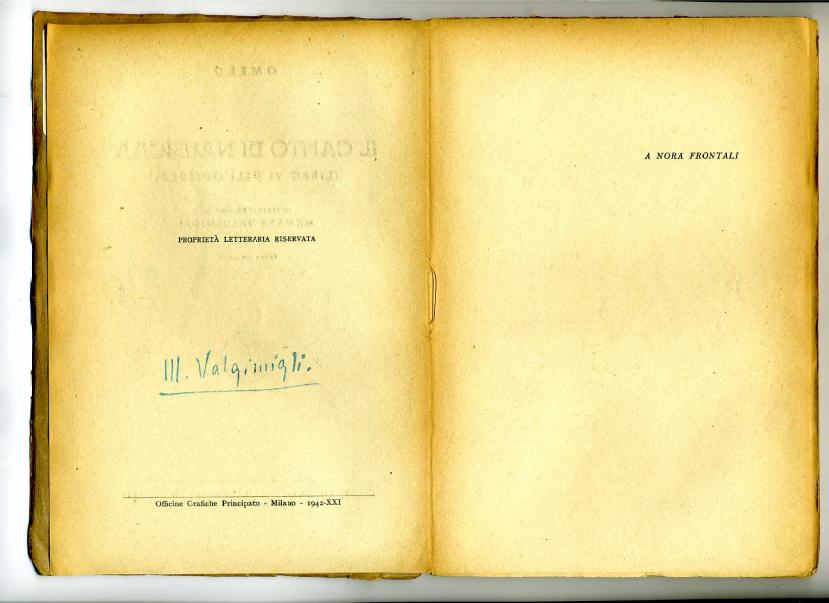 PROPRIETÀ LETTERARIA RISERVATA
M. Valgimigli.
Officine Grafiche Principato - Milano - 1942-XXI
A NORA FRONTALI